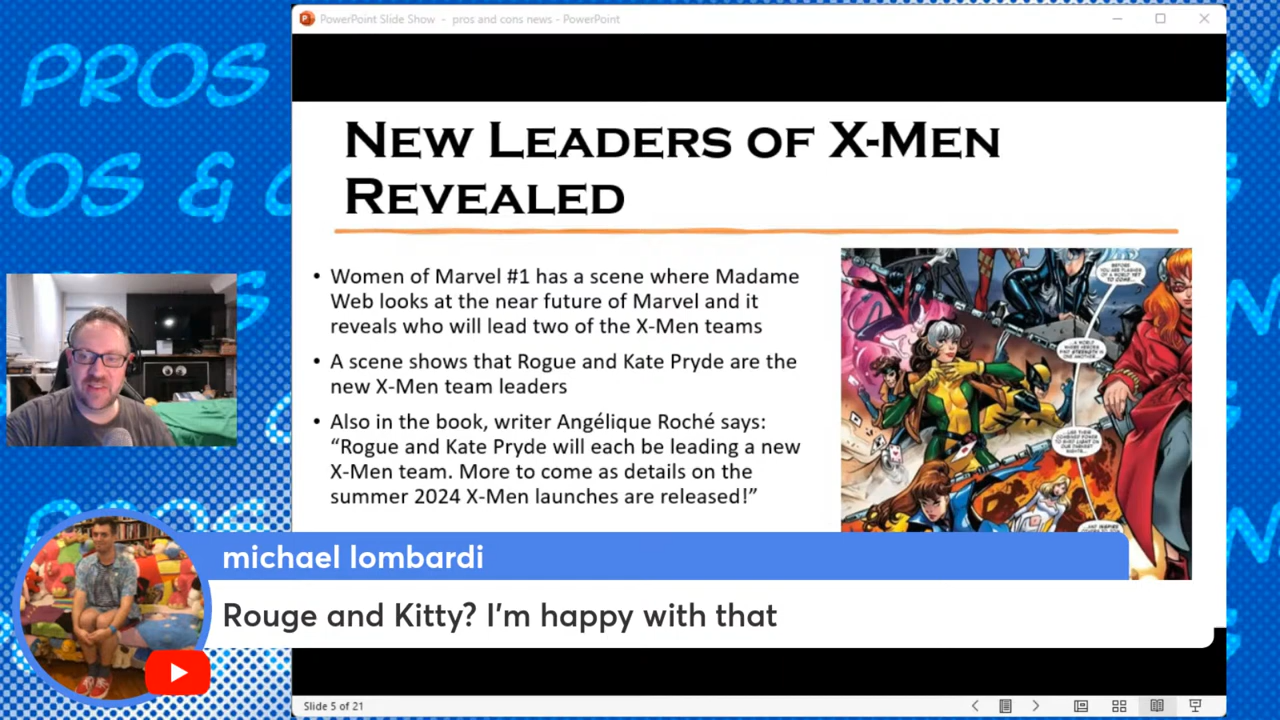 PowerPoint Slide Show - pros and cons news - PowerPoint
PROS
OS & C
NEW LEADERS OF X-MEN
REVEALED
• Women of Marvel #1 has a scene where Madame
Web looks at the near future of Marvel and it
reveals who will lead two of the X-Men teams
• A scene shows that Rogue and Kate Pryde are the
new X-Men team leaders
• Also in the book, writer Angélique Roché says:
“Rogue and Kate Pryde will each be leading a new
X-Men team. More to come as details on the
summer 2024 X-Men launches are released!”
michael lombardi
Rouge and Kitty? I'm happy with that
Slide 5 of 21